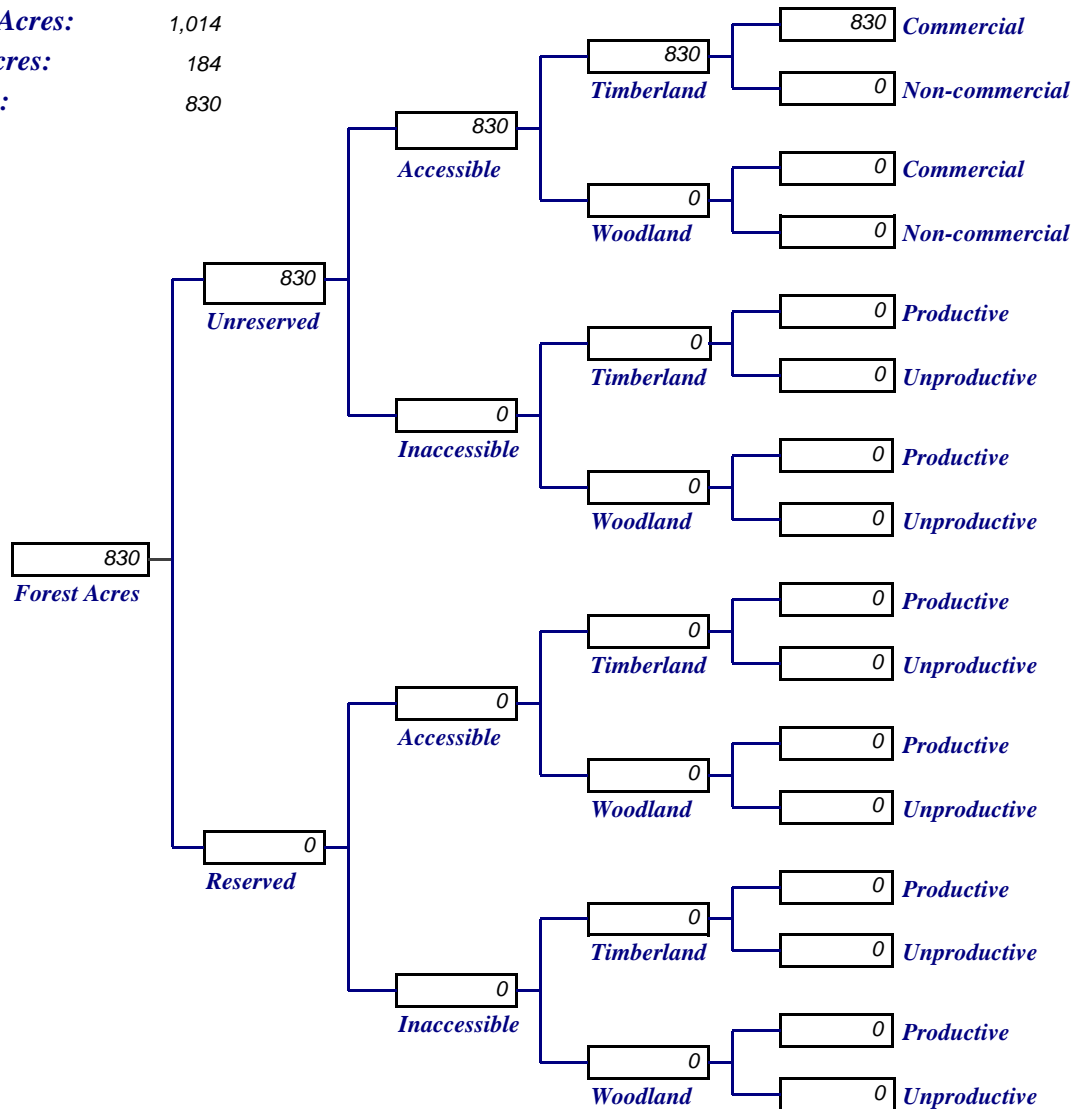 Acres: 1,014
cres: 184
: 830
830 Commercial
830
Timberland
0 Non-commercial
830
Accessible
0 Commercial
0
Woodland
0 Non-commercial
830
Unreserved
0 Productive
0
Timberland
0 Unproductive
0
Inaccessible
0 Productive
0
Woodland
0 Unproductive
830
Forest Acres
0 Productive
0
Timberland
0 Unproductive
0
Accessible
0 Productive
0
Woodland
0 Unproductive
0
Reserved
0 Productive
0
Timberland
0 Unproductive
0
Inaccessible
0 Productive
0
Woodland
0 Unproductive